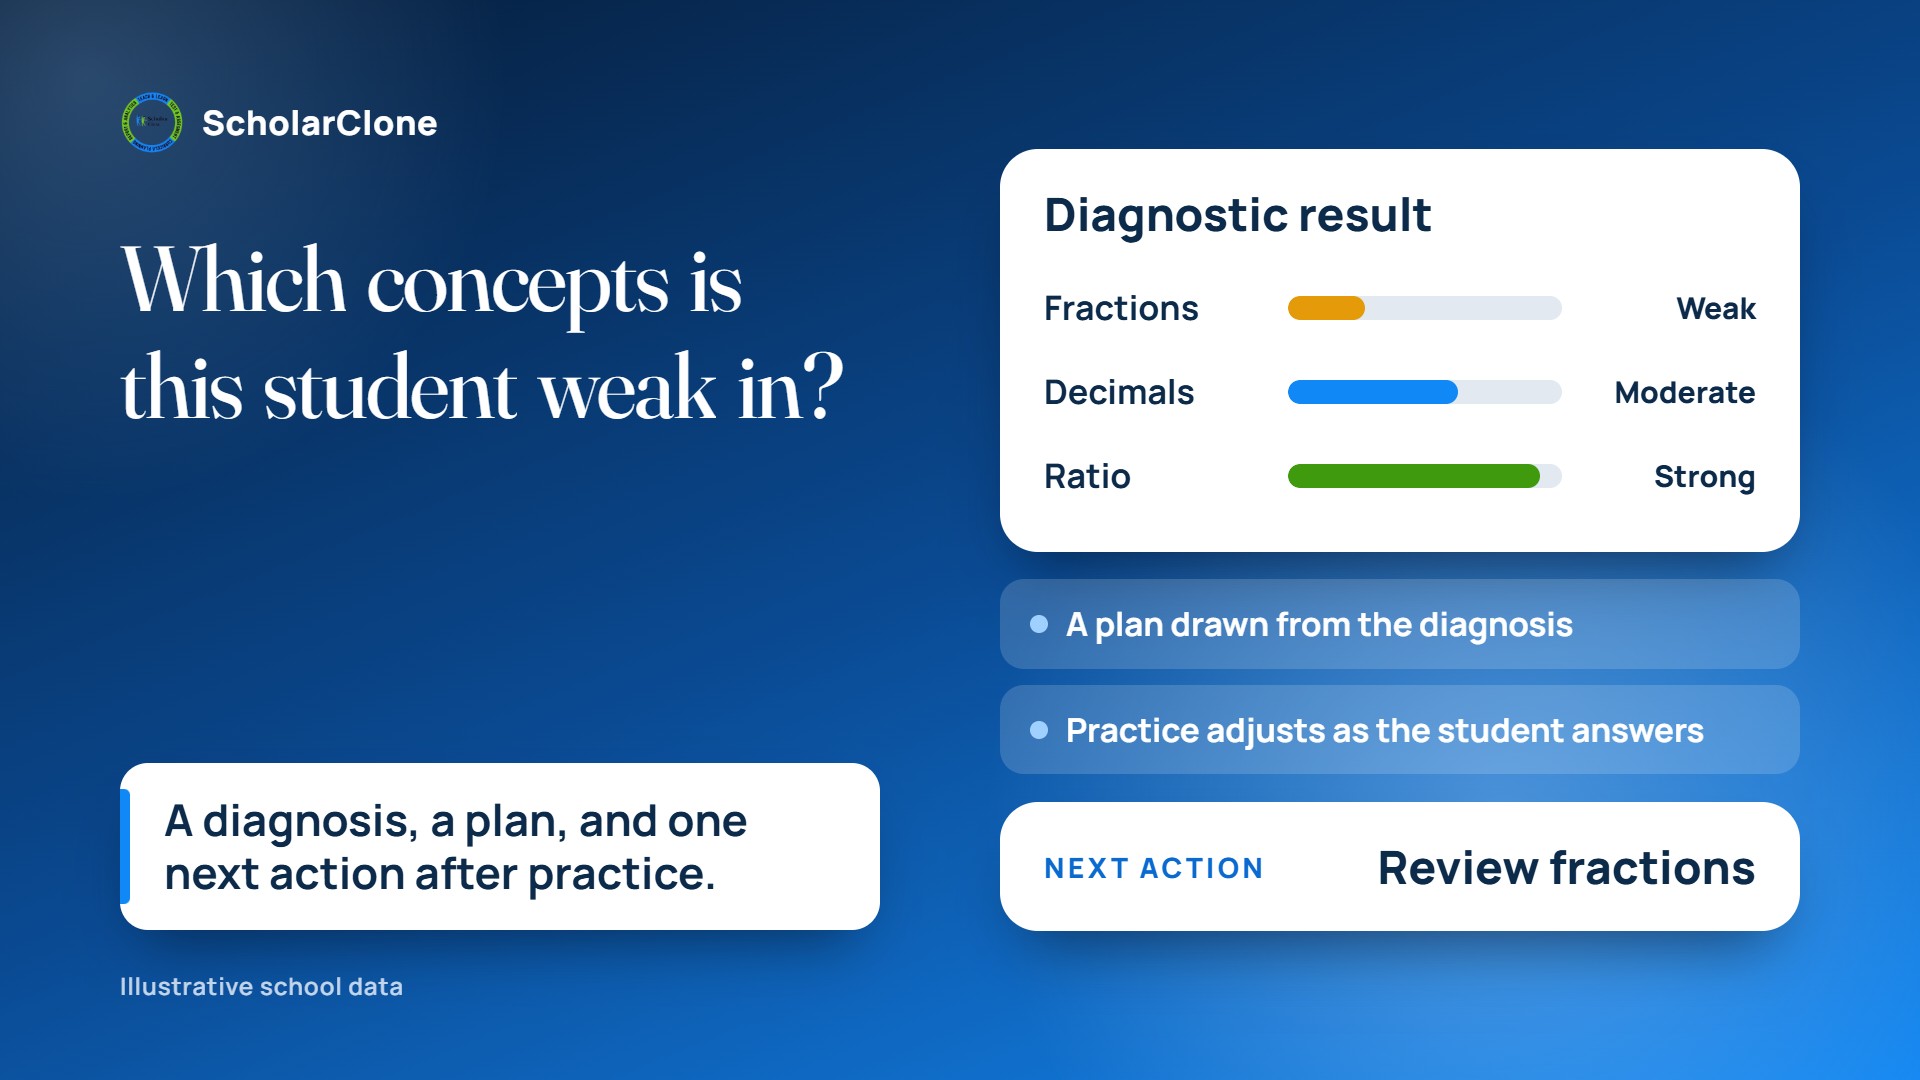 ScholarClone
Which concepts is
this student weak in?
A diagnosis, a plan, and one
next action after practice.
Illustrative school data
Diagnostic result
Fractions Weak
Decimals Moderate
Ratio Strong
A plan drawn from the diagnosis
Practice adjusts as the student answers
NEXT ACTION Review fractions